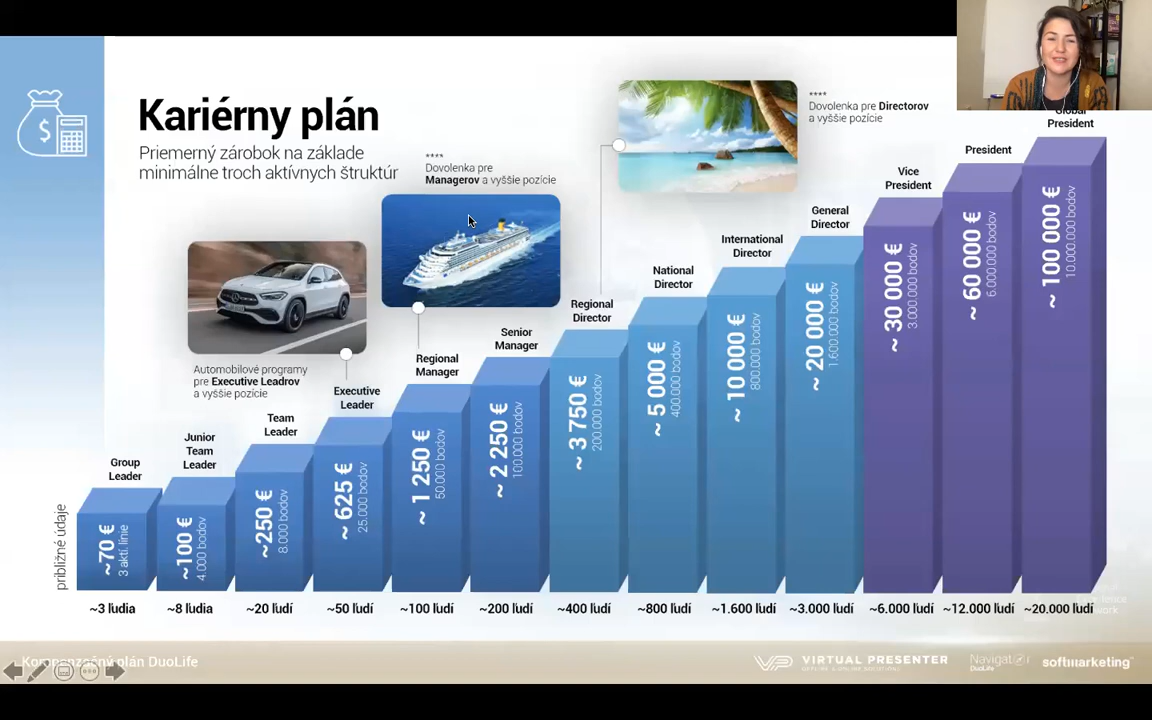 Kariérny plán
Priemerný zárobok na základe
minimálne troch aktívnych štruktúr
****
Dovolenka pre
Managerov a vyššie pozície
****
Dovolenka pre Directorov
a vyššie pozície
Automobilové programy
pre Executive Leadrov
a vyššie pozície
približné údaje
Group
Leader
~70 €
3 aktí. línie
~3 ľudia
Junior
Team
Leader
~100 €
4.000 bodov
~8 ľudia
Team
Leader
~250 €
8.000 bodov
~20 ľudí
Executive
Leader
~ 625 €
25.000 bodov
~50 ľudí
Regional
Manager
~ 1 250 €
50.000 bodov
~100 ľudí
Senior
Manager
~ 2 250 €
100.000 bodov
~200 ľudí
Regional
Director
~ 3 750 €
200.000 bodov
~400 ľudí
National
Director
~ 5 000 €
400.000 bodov
~800 ľudí
International
Director
~ 10 000 €
800.000 bodov
~1.600 ľudí
General
Director
~ 20 000 €
1.600.000 bodov
~3.000 ľudí
Vice
President
~ 30 000 €
3.000.000 bodov
~6.000 ľudí
President
~ 60 000 €
6.000.000 bodov
~12.000 ľudí
Global
President
~ 100 000 €
10.000.000 bodov
~20.000 ľudí
Kompenzačný plán DuoLife
VP VIRTUAL PRESENTER
Navigator
DuoLife
softmarketing